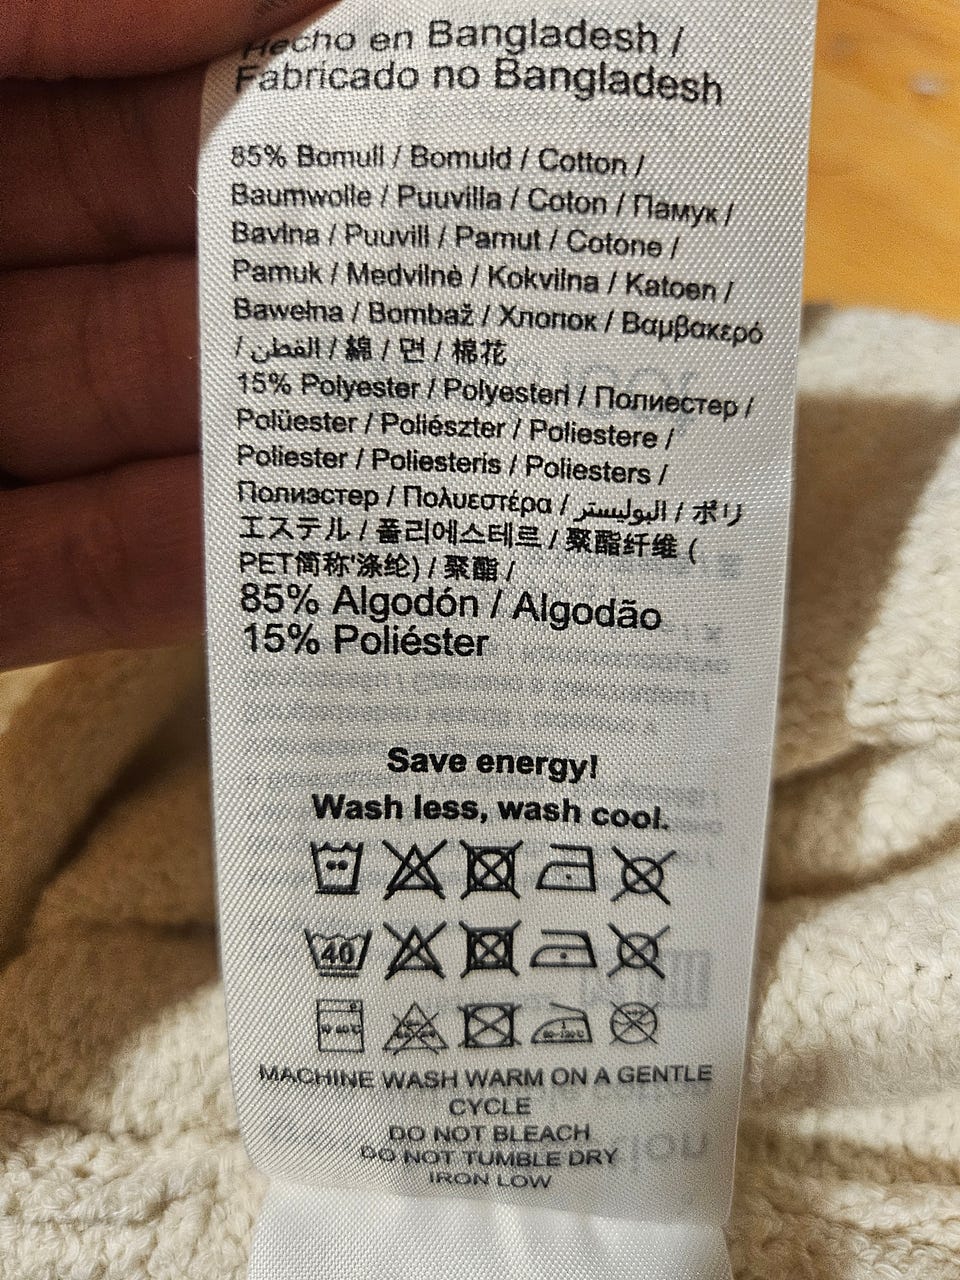 Hecho en Bangladesh /
Fabricado no Bangladesh
85% Bomull / Bomuld / Cotton /
Baumwolle / Puuvilla / Coton / Памук /
Bavlna / Puuvill / Pamut / Cotone /
Pamuk / Medvilnė / Kokvilna / Katoen /
Bawełna / Bombaž / Хлопок / Βαμβακερό
/ القطن / 綿 / 면 / 棉花
15% Polyester / Polyesteri / Полиестер /
Polüester / Poliészter / Poliestere /
Poliester / Poliesteris / Poliesters /
Полиэстер / Πολυεστέρα / البوليستر / ポリ
エステル / 폴리에스테르 / 聚酯纤维 (
PET简称'涤纶) / 聚酯 /
85% Algodón / Algodão
15% Poliéster
Save energy!
Wash less, wash cool.
40
MACHINE WASH WARM ON A GENTLE
CYCLE
DO NOT BLEACH
DO NOT TUMBLE DRY
IRON LOW